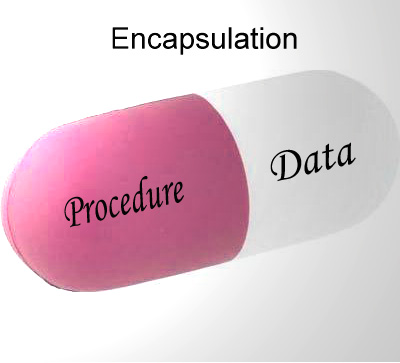 Encapsulation
Procedure
Data